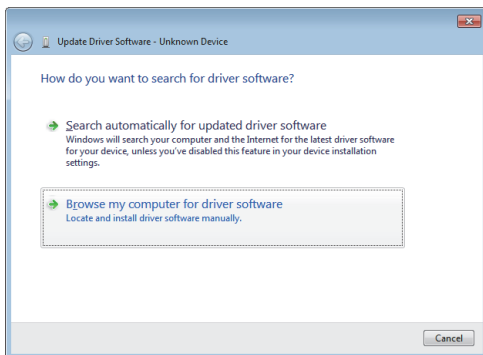 Update Driver Software - Unknown Device
How do you want to search for driver software?
Search automatically for updated driver software
Windows will search your computer and the Internet for the latest driver software
for your device, unless you've disabled this feature in your device installation
settings.
Browse my computer for driver software
Locate and install driver software manually.
Cancel